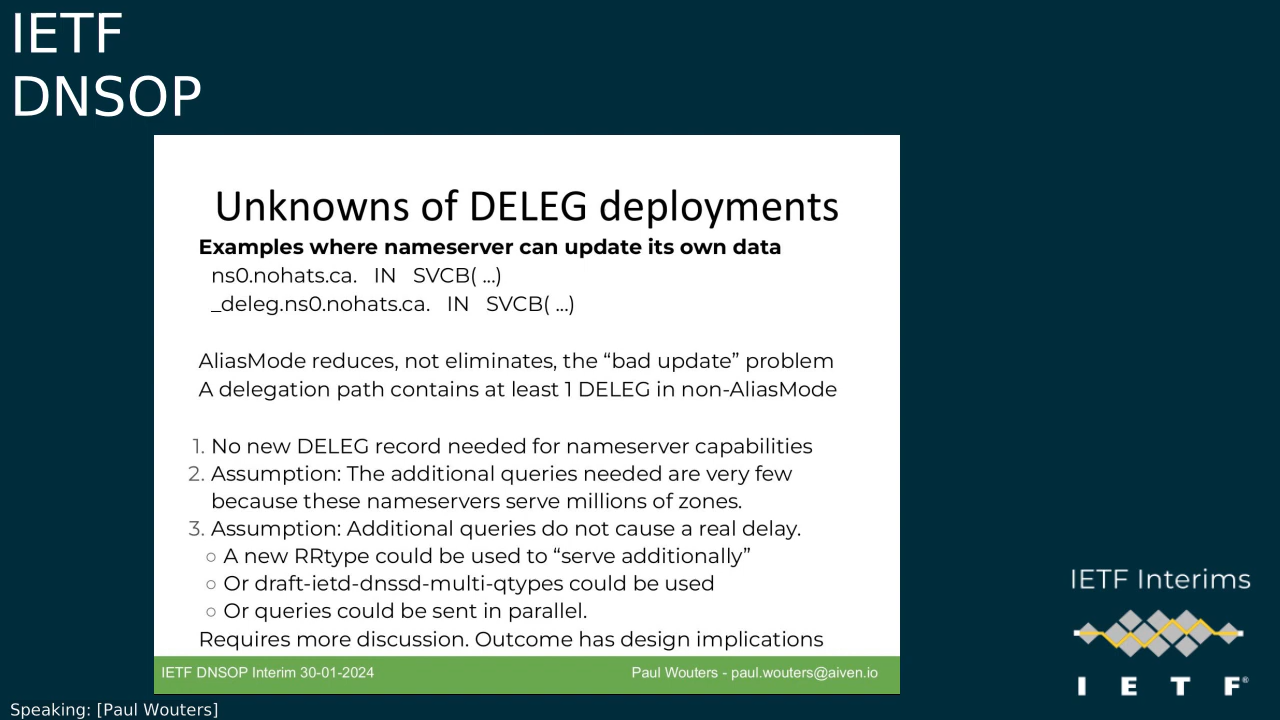 IETF
DNSOP
Unknowns of DELEG deployments
Examples where nameserver can update its own data
ns0.nohats.ca. IN SVCB( ...)
_deleg.ns0.nohats.ca. IN SVCB( ...)
AliasMode reduces, not eliminates, the “bad update” problem
A delegation path contains at least 1 DELEG in non-AliasMode
1. No new DELEG record needed for nameserver capabilities
2. Assumption: The additional queries needed are very few
because these nameservers serve millions of zones.
3. Assumption: Additional queries do not cause a real delay.
○ A new RRtype could be used to “serve additionally”
○ Or draft-ietd-dnssd-multi-qtypes could be used
○ Or queries could be sent in parallel.
Requires more discussion. Outcome has design implications
IETF DNSOP Interim 30-01-2024 Paul Wouters - paul.wouters@aiven.io
IETF Interims
I E T F®
Speaking: [Paul Wouters]